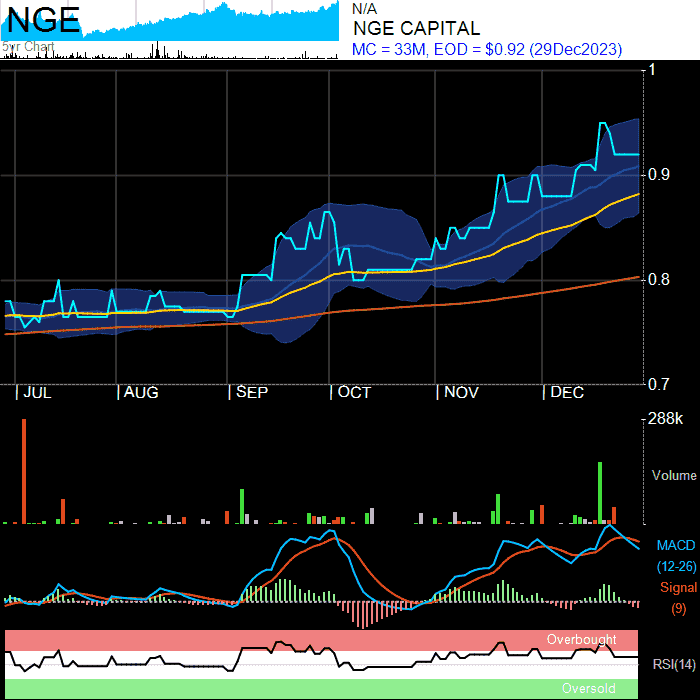 NGE
5yr Chart
N/A
NGE CAPITAL
MC = 33M, EOD = $0.92 (29Dec2023)
1
0.9
0.8
0.7
JUL AUG SEP OCT NOV DEC
288k
Volume
MACD
(12-26)
Signal
(9)
Overbought
RSI(14)
Oversold